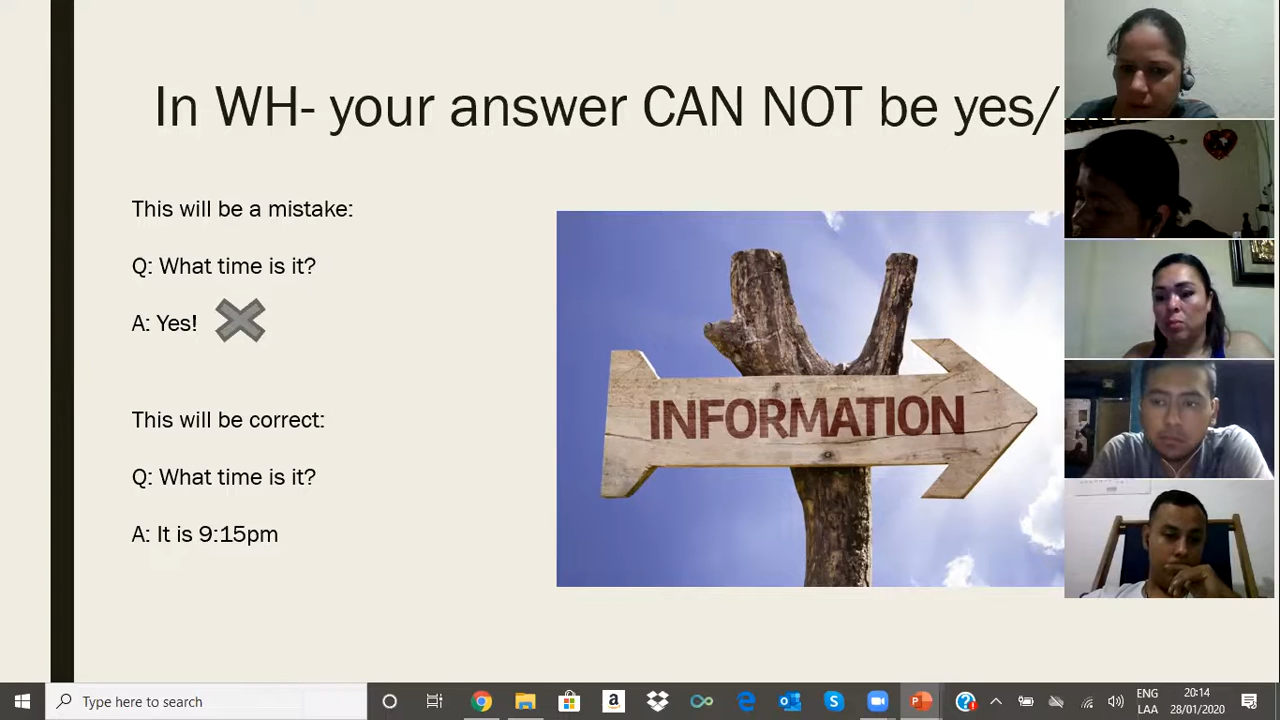 In WH- your answer CAN NOT be yes/
This will be a mistake:
Q: What time is it?
A: Yes!
This will be correct:
Q: What time is it?
A: It is 9:15pm
INFORMATION
Type here to search
ENG
LAA
20:14
28/01/2020